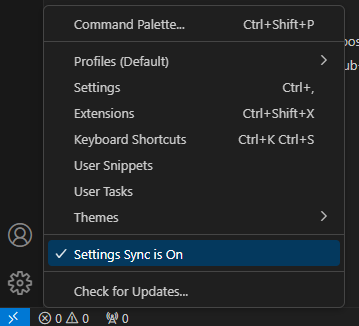 Command Palette... Ctrl+Shift+P
Profiles (Default)
Settings Ctrl+,
Extensions Ctrl+Shift+X
Keyboard Shortcuts Ctrl+K Ctrl+S
User Snippets
User Tasks
Themes
Settings Sync is On
Check for Updates...
0 0 0